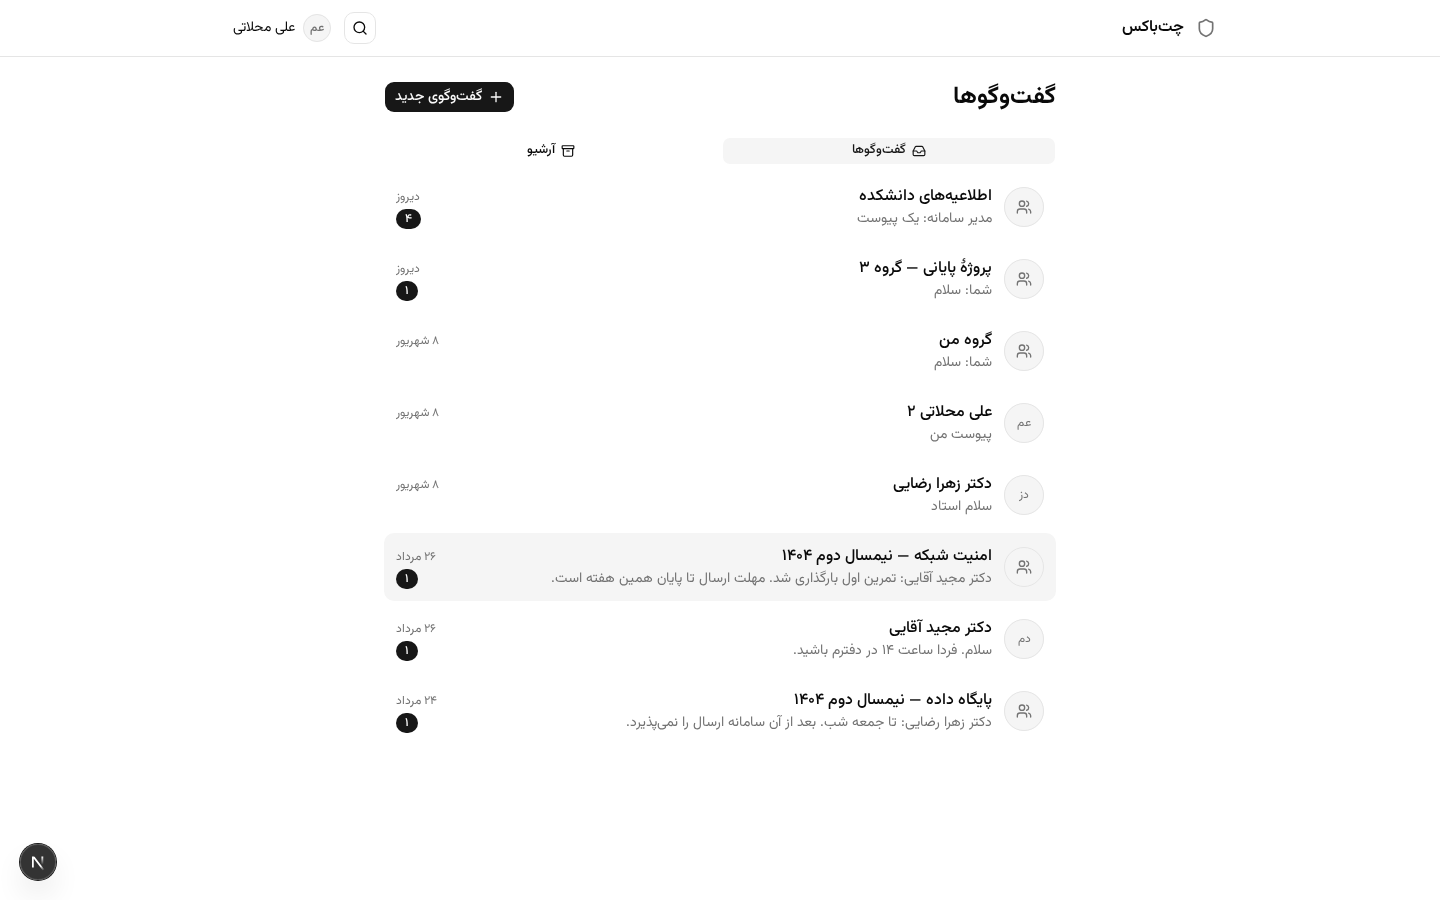 چت‌باکس
عم علی محلاتی
گفت‌وگوها
گفت‌وگوی جدید
گفت‌وگوها
آرشیو
اطلاعیه‌های دانشکده
دیروز
مدیر سامانه: یک پیوست
۴
پروژهٔ پایانی — گروه ۳
دیروز
شما: سلام
۱
گروه من
۸ شهریور
شما: سلام
عم
علی محلاتی ۲
۸ شهریور
پیوست من
دز
دکتر زهرا رضایی
۸ شهریور
سلام استاد
امنیت شبکه — نیمسال دوم ۱۴۰۴
۲۶ مرداد
دکتر مجید آقایی: تمرین اول بارگذاری شد. مهلت ارسال تا پایان همین هفته است.
۱
دم
دکتر مجید آقایی
۲۶ مرداد
سلام. فردا ساعت ۱۴ در دفترم باشید.
۱
پایگاه داده — نیمسال دوم ۱۴۰۴
۲۴ مرداد
دکتر زهرا رضایی: تا جمعه شب. بعد از آن سامانه ارسال را نمی‌پذیرد.
۱
N